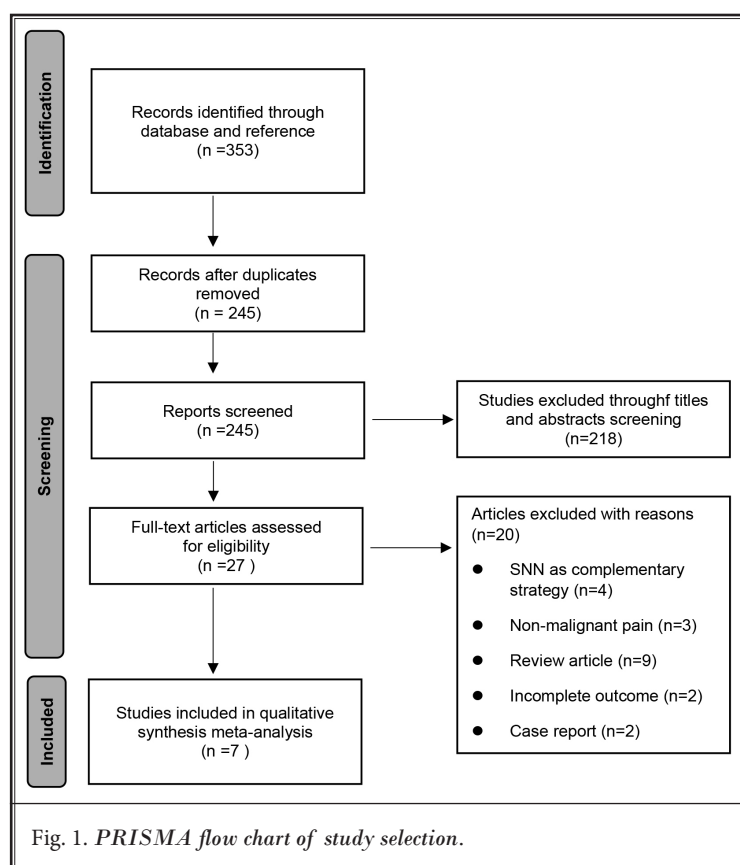 Identification
Records identified through
database and reference
(n =353)
Records after duplicates
removed
(n = 245)
Screening
Reports screened
(n =245)
Studies excluded throughf titles
and abstracts screening
(n=218)
Full-text articles assessed
for eligibility
(n =27 )
Articles excluded with reasons
(n=20)
● SNN as complementary
strategy (n=4)
● Non-malignant pain (n=3)
● Review article (n=9)
● Incomplete outcome (n=2)
● Case report (n=2)
Included
Studies included in qualitative
synthesis meta-analysis
(n =7 )
Fig. 1. PRISMA flow chart of study selection.